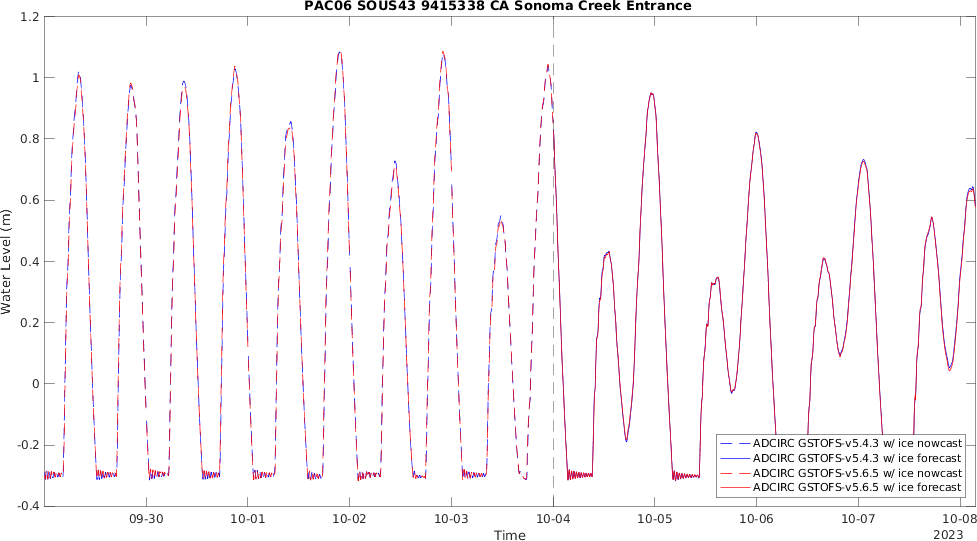 PAC06 SOUS43 9415338 CA Sonoma Creek Entrance
1.2
1
0.8
0.6
0.4
0.2
0
-0.2
-0.4
Water Level (m)
ADCIRC GSTOFS-v5.4.3 w/ ice nowcast
ADCIRC GSTOFS-v5.4.3 w/ ice forecast
ADCIRC GSTOFS-v5.6.5 w/ ice nowcast
ADCIRC GSTOFS-v5.6.5 w/ ice forecast
09-30 10-01 10-02 10-03 10-04 10-05 10-06 10-07 10-08
Time
2023